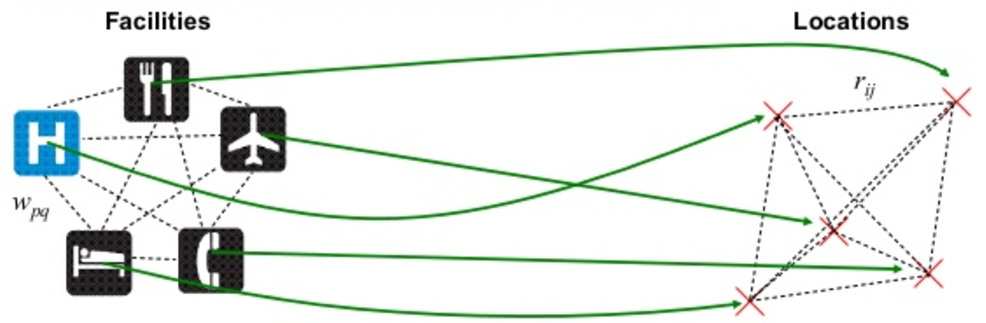 Facilities
Locations
r_ij
H
w_pq